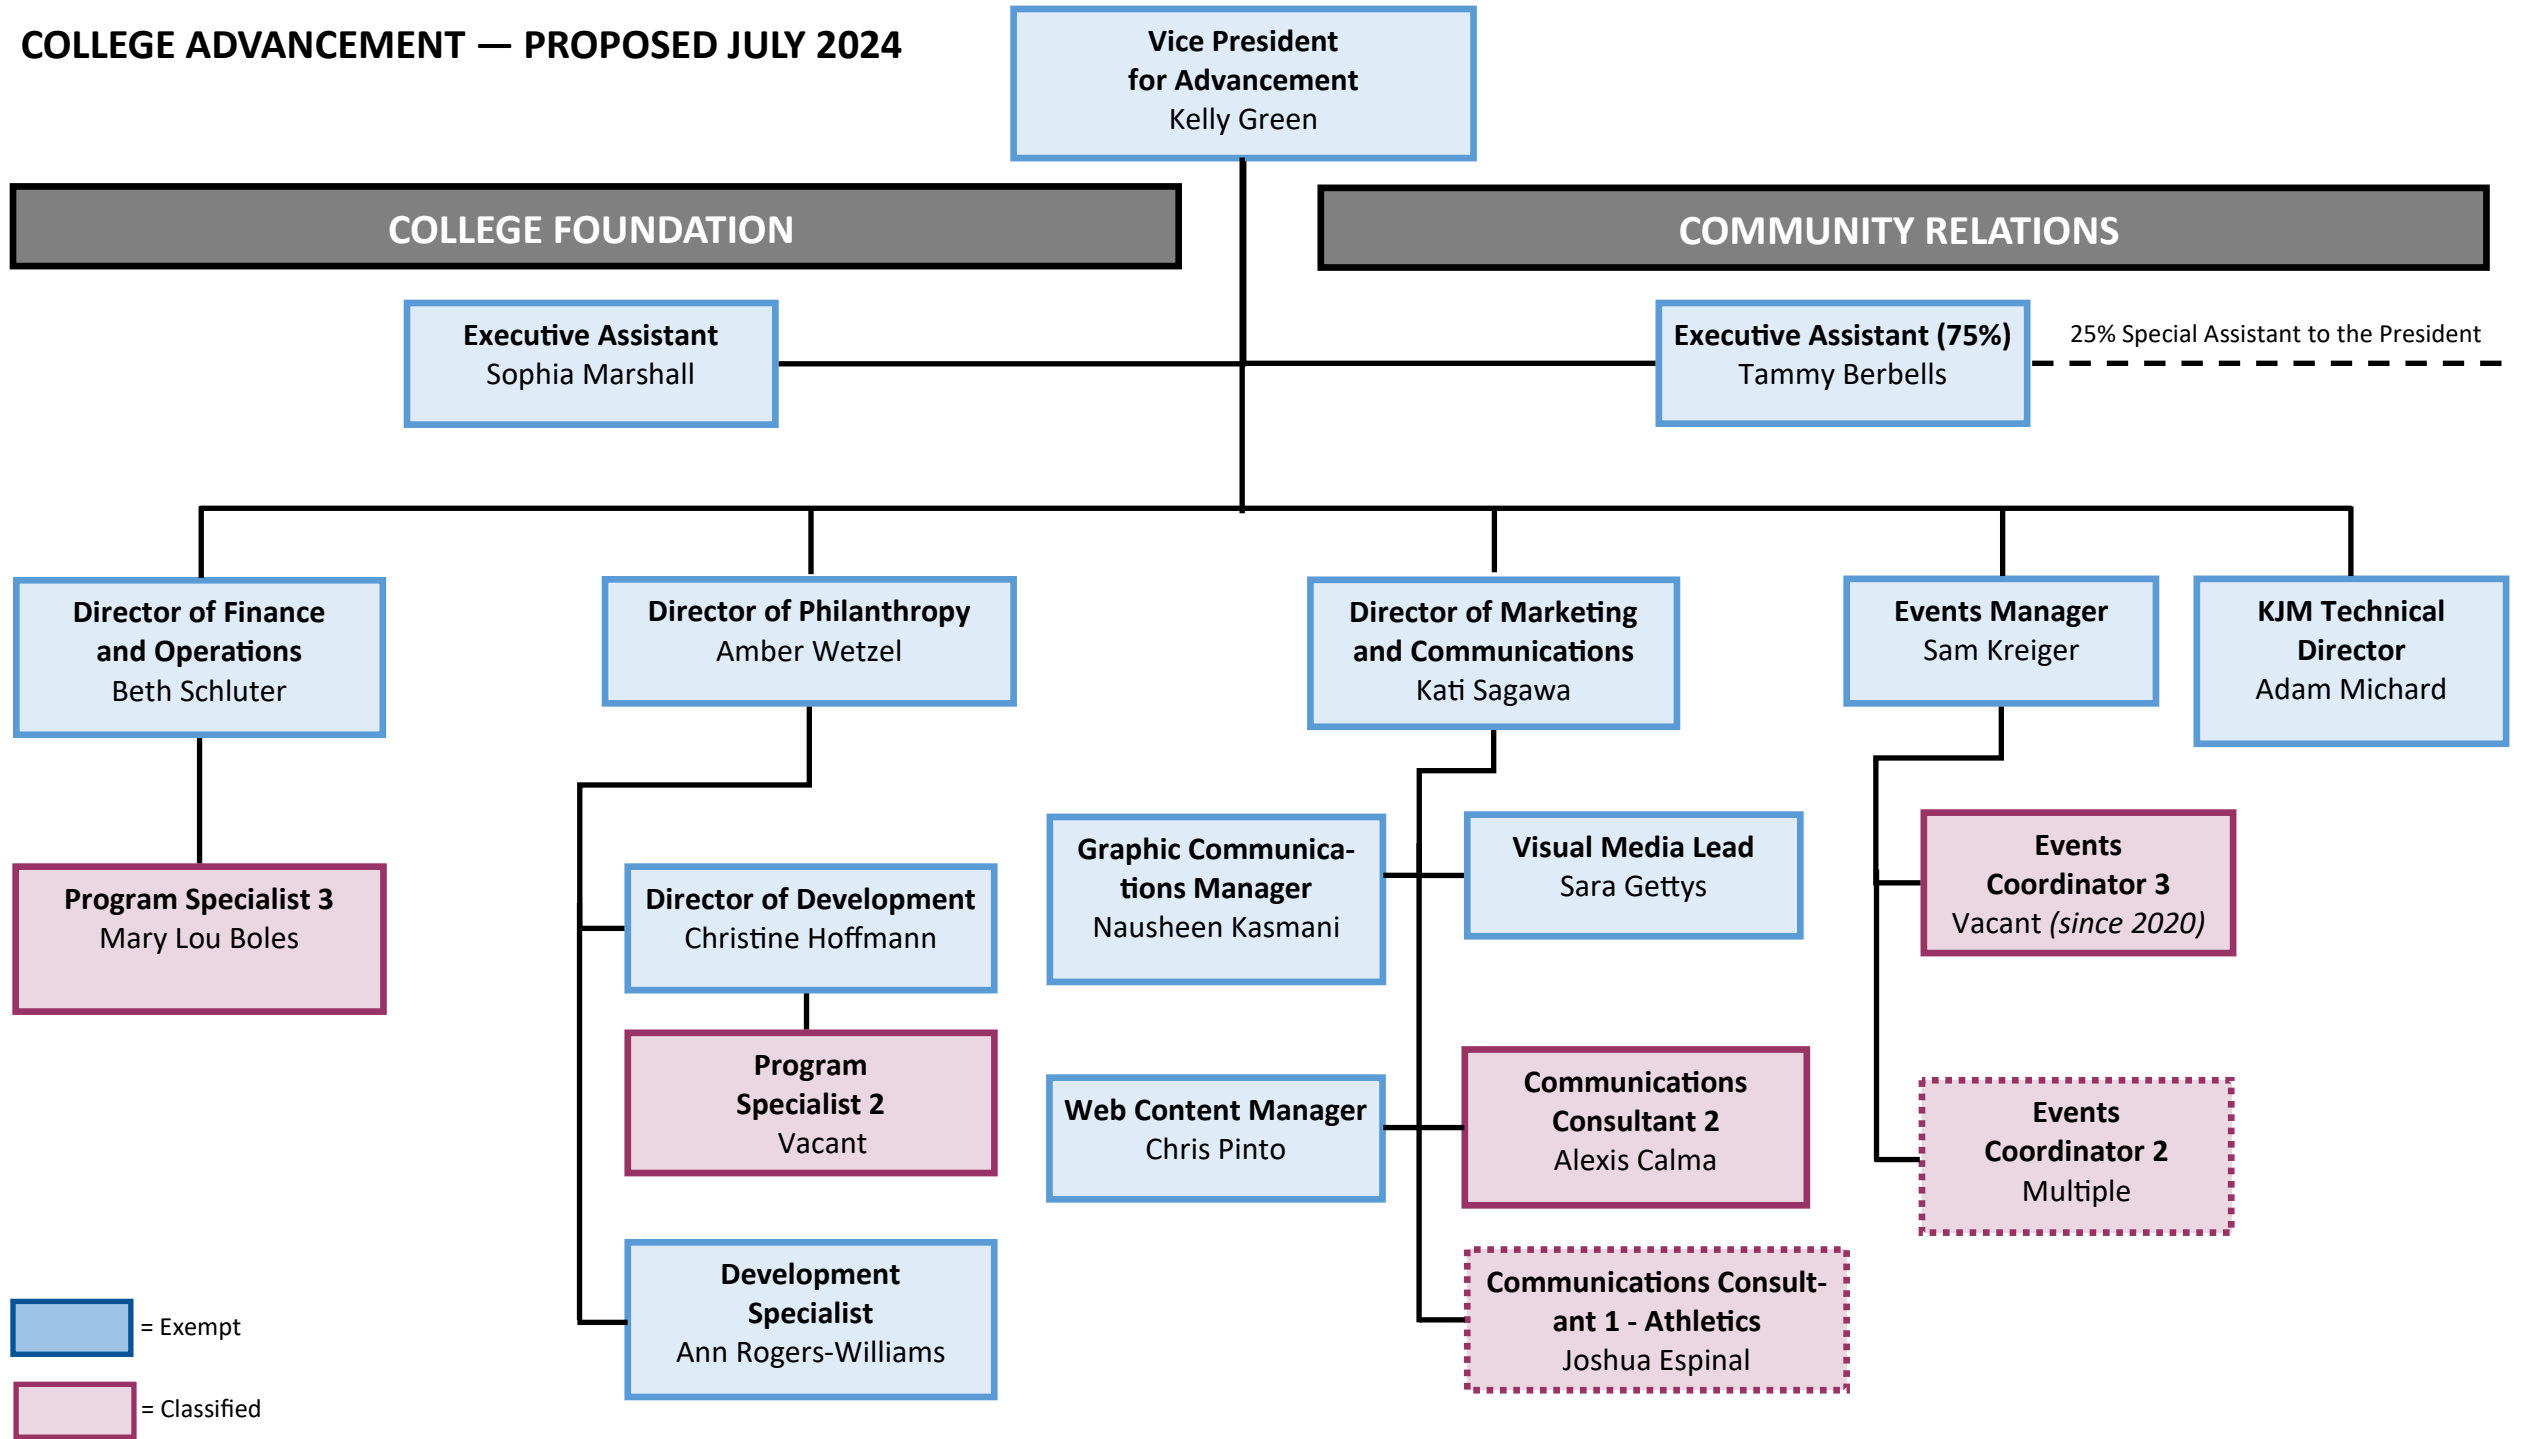 COLLEGE ADVANCEMENT — PROPOSED JULY 2024
Vice President
for Advancement
Kelly Green
COLLEGE FOUNDATION
COMMUNITY RELATIONS
Executive Assistant
Sophia Marshall
Executive Assistant (75%)
Tammy Berbells
25% Special Assistant to the President
Director of Finance
and Operations
Beth Schluter
Director of Philanthropy
Amber Wetzel
Director of Marketing
and Communications
Kati Sagawa
Events Manager
Sam Kreiger
KJM Technical
Director
Adam Michard
Program Specialist 3
Mary Lou Boles
Director of Development
Christine Hoffmann
Program
Specialist 2
Vacant
Development
Specialist
Ann Rogers-Williams
Graphic Communica-
tions Manager
Nausheen Kasmani
Visual Media Lead
Sara Gettys
Web Content Manager
Chris Pinto
Communications
Consultant 2
Alexis Calma
Communications Consult-
ant 1 - Athletics
Joshua Espinal
Events
Coordinator 3
Vacant (since 2020)
Events
Coordinator 2
Multiple
= Exempt
= Classified